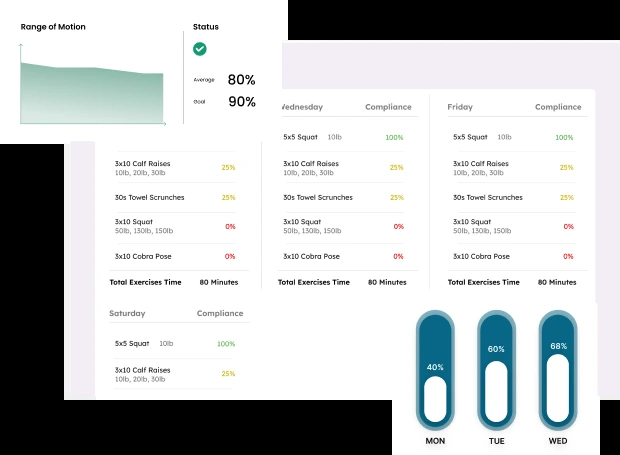 Range of Motion
Status
Average 80%
Goal 90%
Wednesday Compliance
5x5 Squat 10lb 100%
3x10 Calf Raises 25%
10lb, 20lb, 30lb
30s Towel Scrunches 25%
3x10 Squat 0%
50lb, 130lb, 150lb
3x10 Cobra Pose 0%
Total Exercises Time 80 Minutes
Friday Compliance
5x5 Squat 10lb 100%
3x10 Calf Raises 25%
10lb, 20lb, 30lb
30s Towel Scrunches 25%
3x10 Squat 0%
50lb, 130lb, 150lb
3x10 Cobra Pose 0%
Total Exercises Time 80 Minutes
3x10 Calf Raises 25%
10lb, 20lb, 30lb
30s Towel Scrunches 25%
3x10 Squat 0%
50lb, 130lb, 150lb
3x10 Cobra Pose 0%
Total Exercises Time 80 Minutes
Saturday Compliance
5x5 Squat 10lb 100%
3x10 Calf Raises 25%
10lb, 20lb, 30lb
40% 60% 68%
MON TUE WED